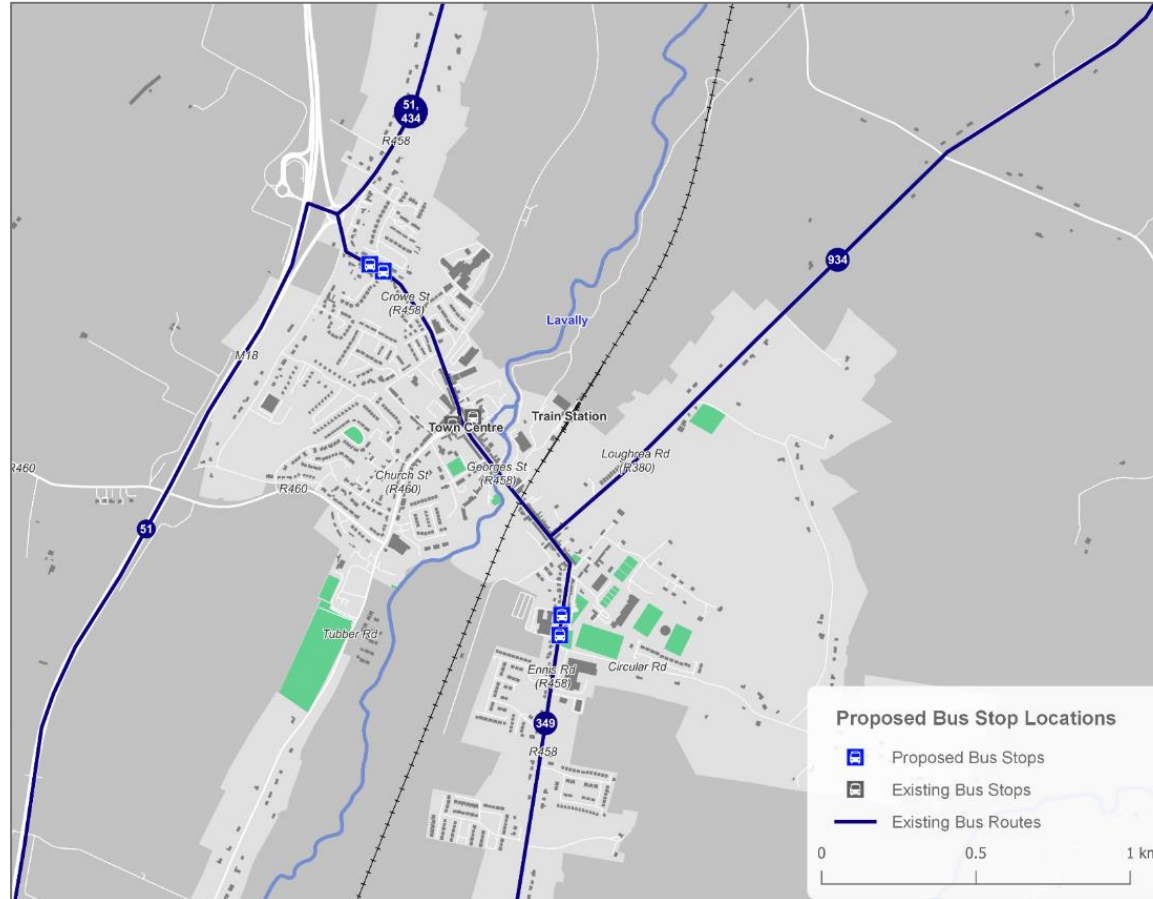 51,
434
R458
934
Crowe St
(R458)
Lavally
M18
Train Station
Town Centre
Loughrea Rd
(R380)
Georges St
(R458)
Church St
(R460)
R460
R460
51
Tubber Rd
Circular Rd
Ennis Rd
(R458)
349
R458
Proposed Bus Stop Locations
Proposed Bus Stops
Existing Bus Stops
Existing Bus Routes
0
0.5
1 km